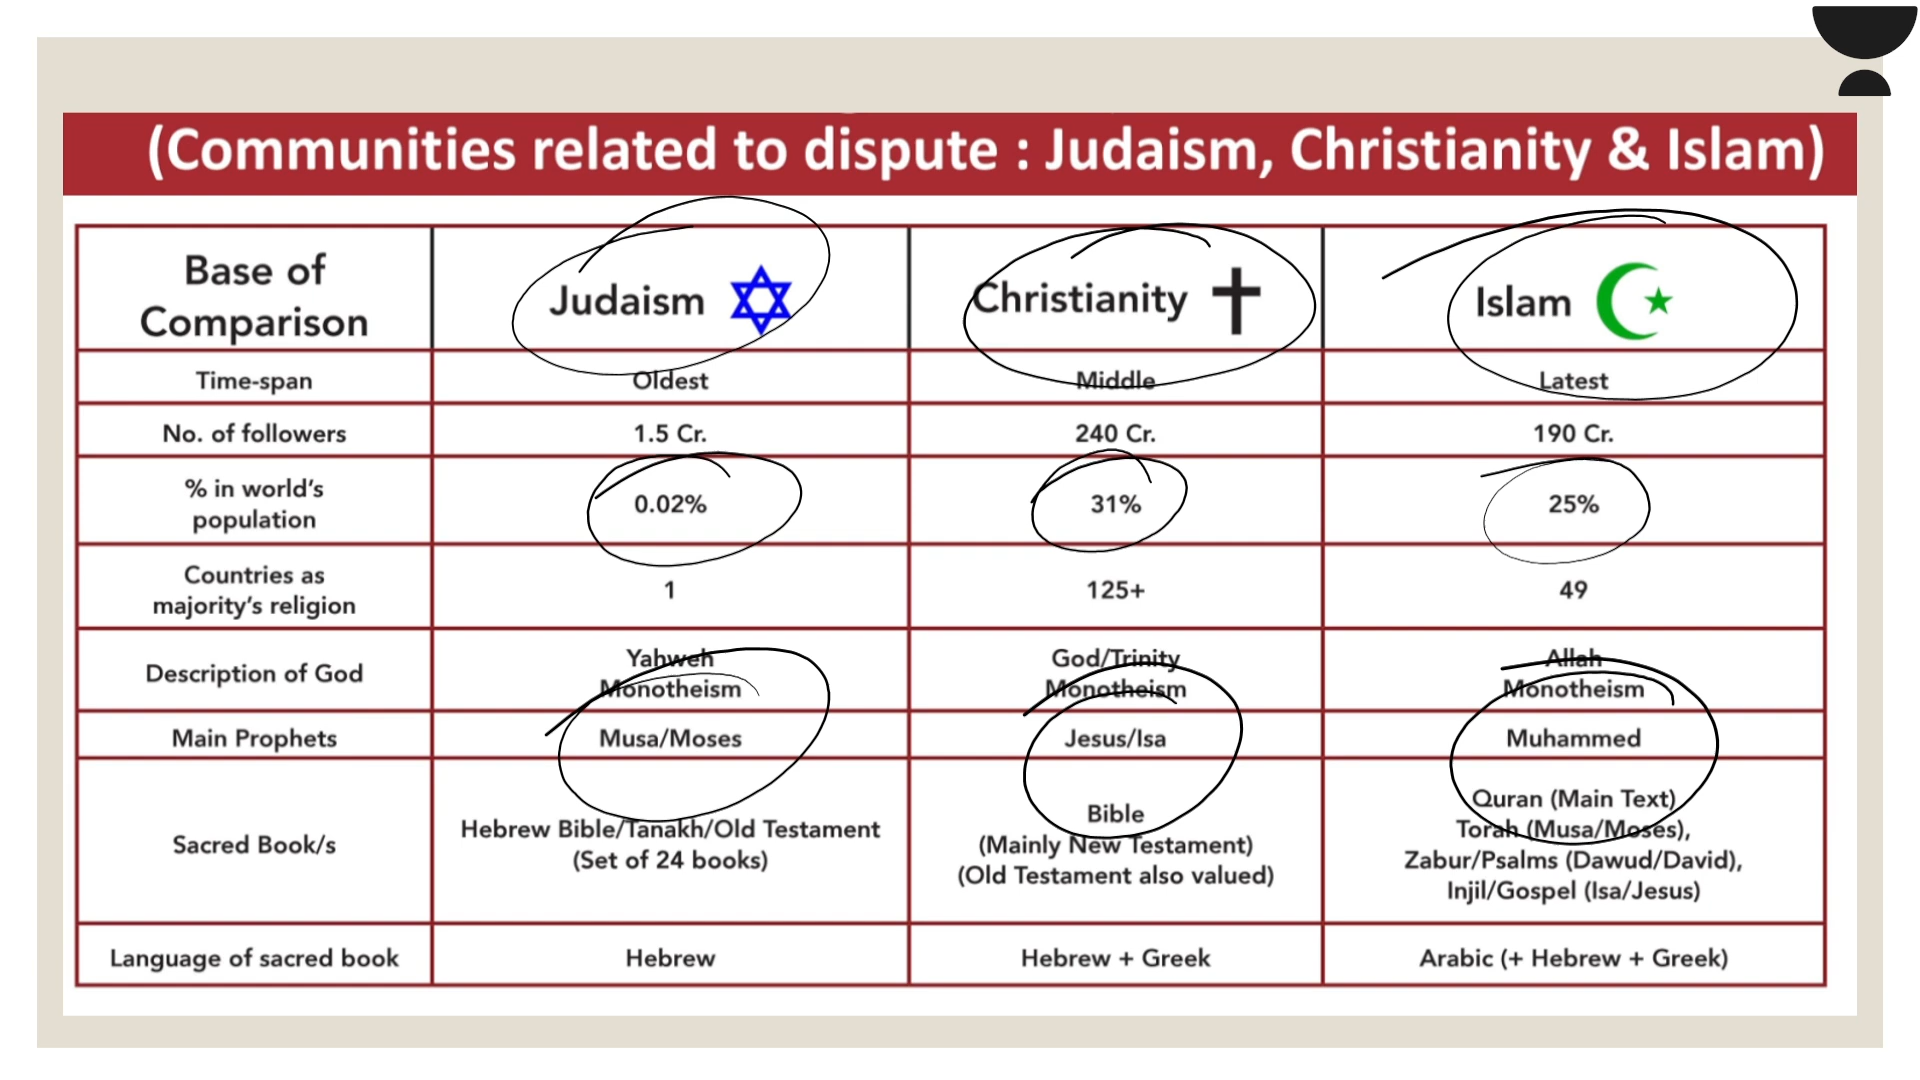 (Communities related to dispute : Judaism, Christianity & Islam)
Base of
Comparison
Judaism
Christianity
Islam
Time-span
Oldest
Middle
Latest
No. of followers
1.5 Cr.
240 Cr.
190 Cr.
% in world's
population
0.02%
31%
25%
Countries as
majority's religion
1
125+
49
Description of God
Yahweh
Monotheism
God/Trinity
Monotheism
Allah
Monotheism
Main Prophets
Musa/Moses
Jesus/Isa
Muhammed
Sacred Book/s
Hebrew Bible/Tanakh/Old Testament
(Set of 24 books)
Bible
(Mainly New Testament)
(Old Testament also valued)
Quran (Main Text)
Torah (Musa/Moses),
Zabur/Psalms (Dawud/David),
Injil/Gospel (Isa/Jesus)
Language of sacred book
Hebrew
Hebrew + Greek
Arabic (+ Hebrew + Greek)